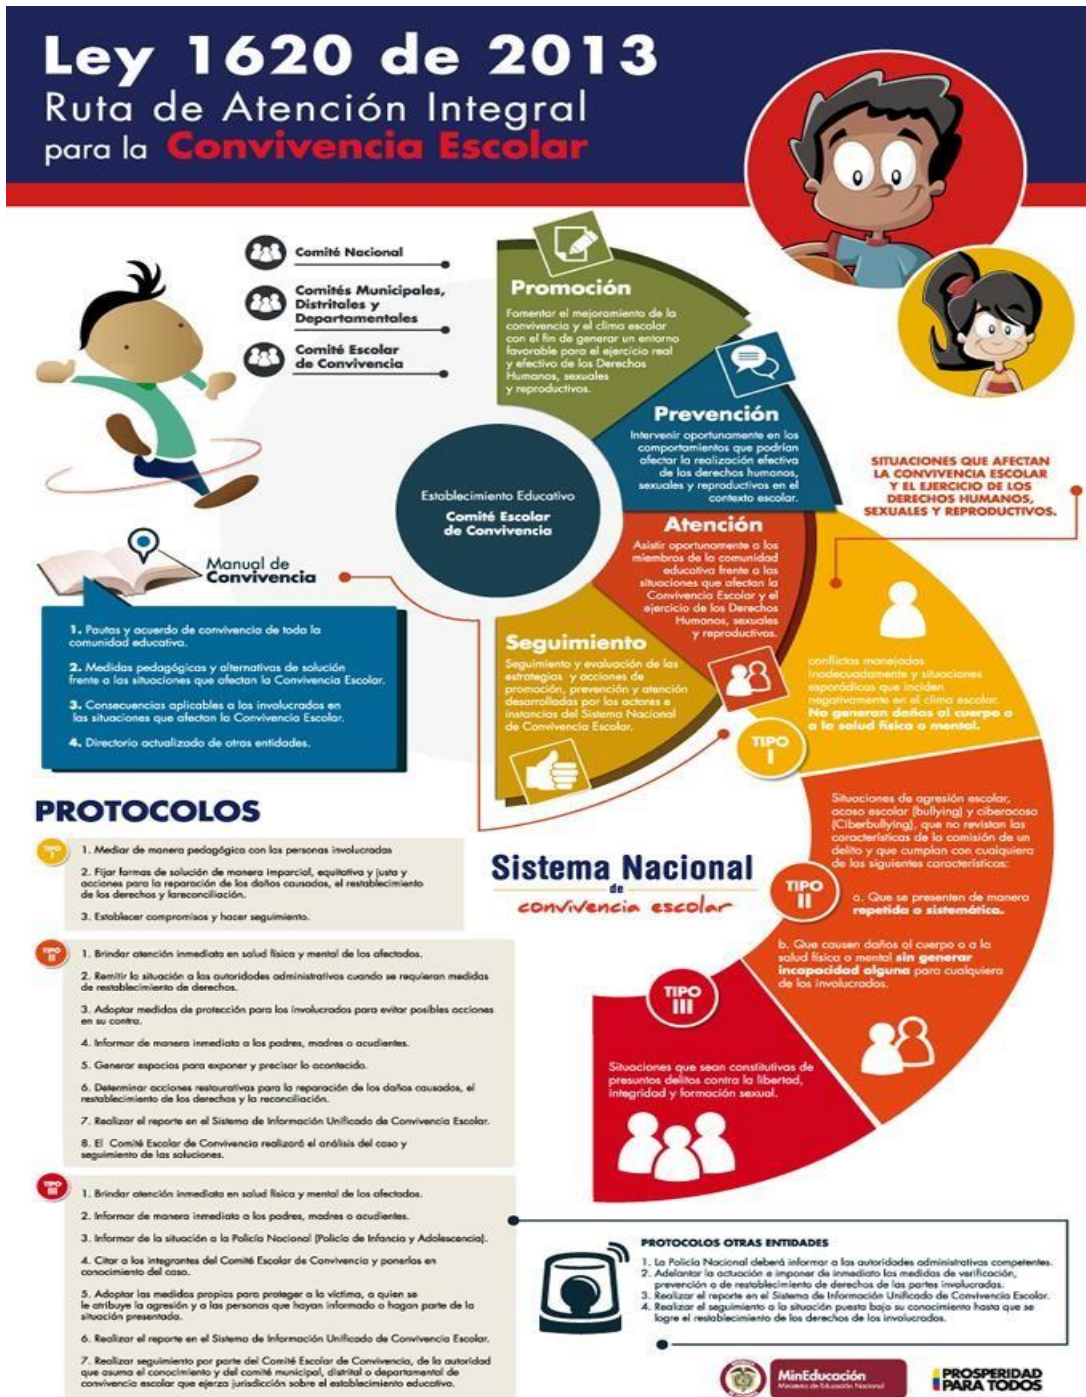 Ley 1620 de 2013
Ruta de Atención Integral
para la Convivencia Escolar
Comité Nacional
Comités Municipales,
Distritales y
Departamentales
Comité Escolar
de Convivencia
Promoción
Fomentar el mejoramiento de la
convivencia y el clima escolar
con el fin de generar un entorno
favorable para el ejercicio real
y efectivo de los Derechos
Humanos, sexuales
y reproductivos.
Prevención
Intervenir oportunamente en los
comportamientos que podrían
afectar la realización efectiva
de los derechos humanos,
sexuales y reproductivos en el
contexto escolar.
Establecimiento Educativo
Comité Escolar
de Convivencia
Atención
Asistir oportunamente a los
miembros de la comunidad
educativa frente a las
situaciones que afectan la
Convivencia Escolar y el
ejercicio de los Derechos
Humanos, sexuales
y reproductivos.
Seguimiento
Seguimiento y evaluación de las
estrategias y acciones de
promoción, prevención y atención
desarrolladas por los actores e
instancias del Sistema Nacional
de Convivencia Escolar.
SITUACIONES QUE AFECTAN
LA CONVIVENCIA ESCOLAR
Y EL EJERCICIO DE LOS
DERECHOS HUMANOS,
SEXUALES Y REPRODUCTIVOS.
Manual de
Convivencia
1. Pautas y acuerdo de convivencia de toda la
comunidad educativa.
2. Medidas pedagógicas y alternativas de solución
frente a las situaciones que afectan la Convivencia Escolar.
3. Consecuencias aplicables a los involucrados en
las situaciones que afectan la Convivencia Escolar.
4. Directorio actualizado de otras entidades.
conflictos manejados
inadecuadamente y situaciones
esporádicas que inciden
negativamente en el clima escolar.
No generan daños al cuerpo o
a la salud física o mental.
TIPO
I
Situaciones de agresión escolar,
acoso escolar (bullying) y ciberacoso
(Ciberbullying), que no revistan las
características de la comisión de un
delito y que cumplan con cualquiera
de las siguientes características:
a. Que se presenten de manera
repetida o sistemática.
b. Que causen daños al cuerpo o a la
salud física o mental sin generar
incapacidad alguna para cualquiera
de los involucrados.
TIPO
II
TIPO
III
Situaciones que sean constitutivas de
presuntos delitos contra la libertad,
integridad y formación sexual.
Sistema Nacional
de
convivencia escolar
PROTOCOLOS
TIPO
I
1. Mediar de manera pedagógica con las personas involucradas
2. Fijar formas de solución de manera imparcial, equitativa y justa y
acciones para la reparación de los daños causados, el restablecimiento
de los derechos y lareconciliación.
3. Establecer compromisos y hacer seguimiento.
TIPO
II
1. Brindar atención inmediata en salud física y mental de los afectados.
2. Remitir la situación a las autoridades administrativas cuando se requieran medidas
de restablecimiento de derechos.
3. Adoptar medidas de protección para los involucrados para evitar posibles acciones
en su contra.
4. Informar de manera inmediata a los padres, madres o acudientes.
5. Generar espacios para exponer y precisar lo acontecido.
6. Determinar acciones restaurativas para la reparación de los daños causados, el
restablecimiento de los derechos y la reconciliación.
7. Realizar el reporte en el Sistema de Información Unificado de Convivencia Escolar.
8. El Comité Escolar de Convivencia realizará el análisis del caso y
seguimiento de las soluciones.
TIPO
III
1. Brindar atención inmediata en salud física y mental de los afectados.
2. Informar de manera inmediata a los padres, madres o acudientes.
3. Informar de la situación a la Policía Nacional (Policía de Infancia y Adolescencia).
4. Citar a los integrantes del Comité Escolar de Convivencia y ponerlos en
conocimiento del caso.
5. Adoptar las medidas propias para proteger a la víctima, a quien se
le atribuye la agresión y a las personas que hayan informado o hagan parte de la
situación presentada.
6. Realizar el reporte en el Sistema de Información Unificado de Convivencia Escolar.
7. Realizar seguimiento por parte del Comité Escolar de Convivencia, de la autoridad
que asuma el conocimiento y del comité municipal, distrital o departamental de
convivencia escolar que ejerza jurisdicción sobre el establecimiento educativo.
PROTOCOLOS OTRAS ENTIDADES
1. La Policía Nacional deberá informar a las autoridades administrativas competentes.
2. Adelantar la actuación e imponer de inmediato las medidas de verificación,
prevención o de restablecimiento de derechos de las partes involucradas.
3. Realizar el reporte en el Sistema de Información Unificado de Convivencia Escolar.
4. Realizar el seguimiento a la situación puesta bajo su conocimiento hasta que se
logre el restablecimiento de los derechos de los involucrados.
MinEducación
Ministerio de Educación Nacional
PROSPERIDAD
PARA TODOS